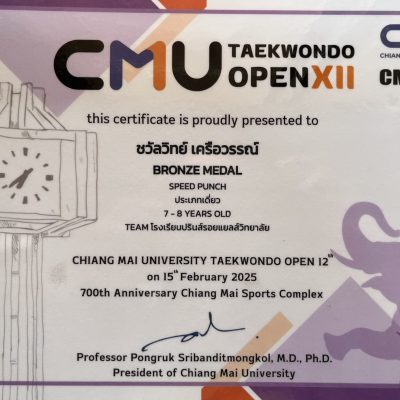 CMU TAEKWONDO
OPENXII
this certificate is proudly presented to
ชวัลวิทย์ เครือวรรณ์
BRONZE MEDAL
SPEED PUNCH
ประเภทเดี่ยว
7 - 8 YEARS OLD
TEAM โรงเรียนปรินส์รอยแยลส์วิทยาลัย
CHIANG MAI UNIVERSITY TAEKWONDO OPEN 12th
on 15th February 2025
700th Anniversary Chiang Mai Sports Complex
Professor Pongruk Sribanditmongkol, M.D., Ph.D.
President of Chiang Mai University